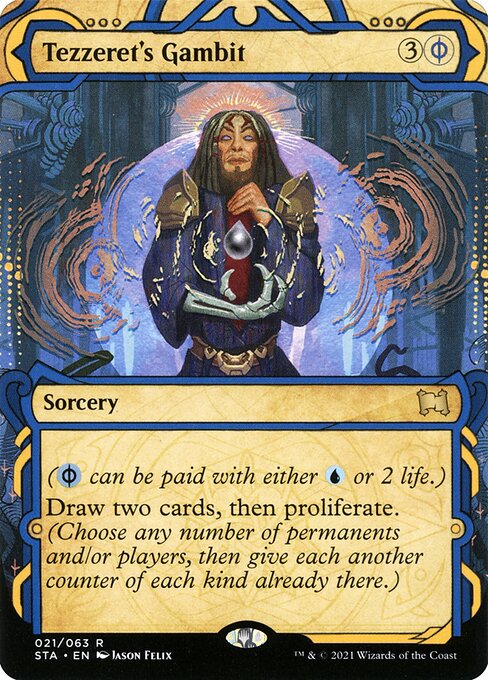 Tezzeret's Gambit 3
Sorcery
( can be paid with either or 2 life.)
Draw two cards, then proliferate.
(Choose any number of permanents
and/or players, then give each another
counter of each kind already there.)
021/063 R
STA • EN Jason Felix
™ & © 2021 Wizards of the Coast